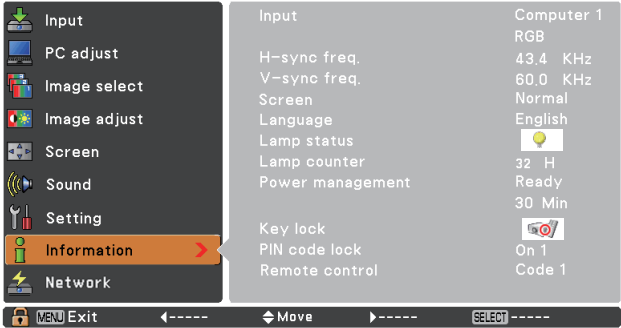 Input
PC adjust
Image select
Image adjust
Screen
Sound
Setting
Information
Network
Input Computer 1
RGB
H-sync freq. 43.4 KHz
V-sync freq. 60.0 KHz
Screen Normal
Language English
Lamp status
Lamp counter 32 H
Power management Ready
30 Min
Key lock
PIN code lock On 1
Remote control Code 1
MENU Exit ----- Move ----- SELECT -----